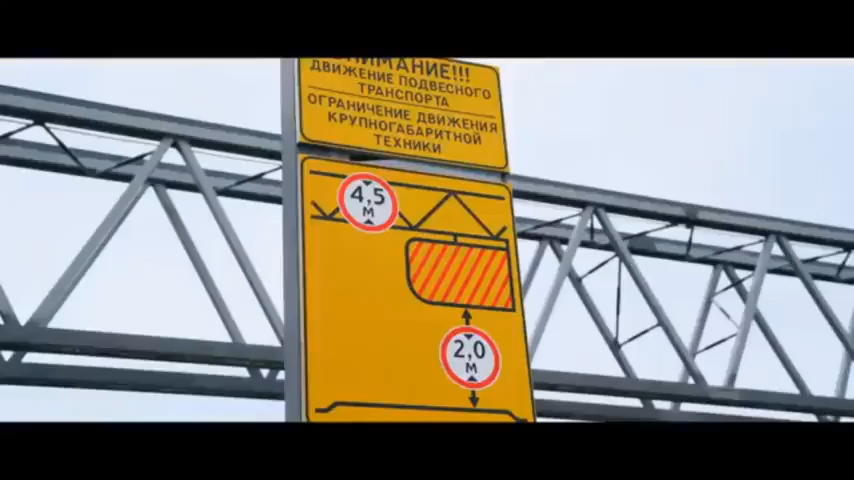 ВНИМАНИЕ!!!
ДВИЖЕНИЕ ПОДВЕСНОГО
ТРАНСПОРТА
ОГРАНИЧЕНИЕ ДВИЖЕНИЯ
КРУПНОГАБАРИТНОЙ
ТЕХНИКИ
4,5
М
2,0
М